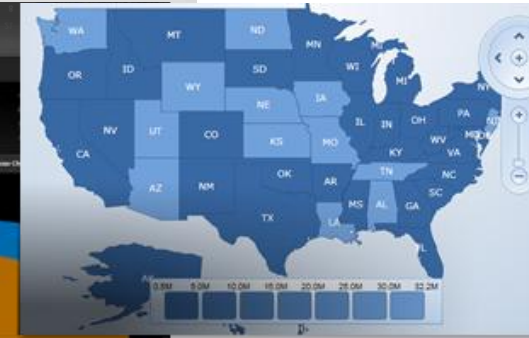 WA
MT
ND
MN
OR
ID
SD
WI
MI
NY
WY
IA
NE
PA
NV
UT
CO
IL
IN
OH
WV
VA
CA
KS
MO
KY
AZ
NM
OK
AR
TN
NC
SC
TX
MS
AL
GA
LA
FL
AK
0.5M 5.0M 10.0M 15.0M 20.0M 25.0M 30.0M 32.2M